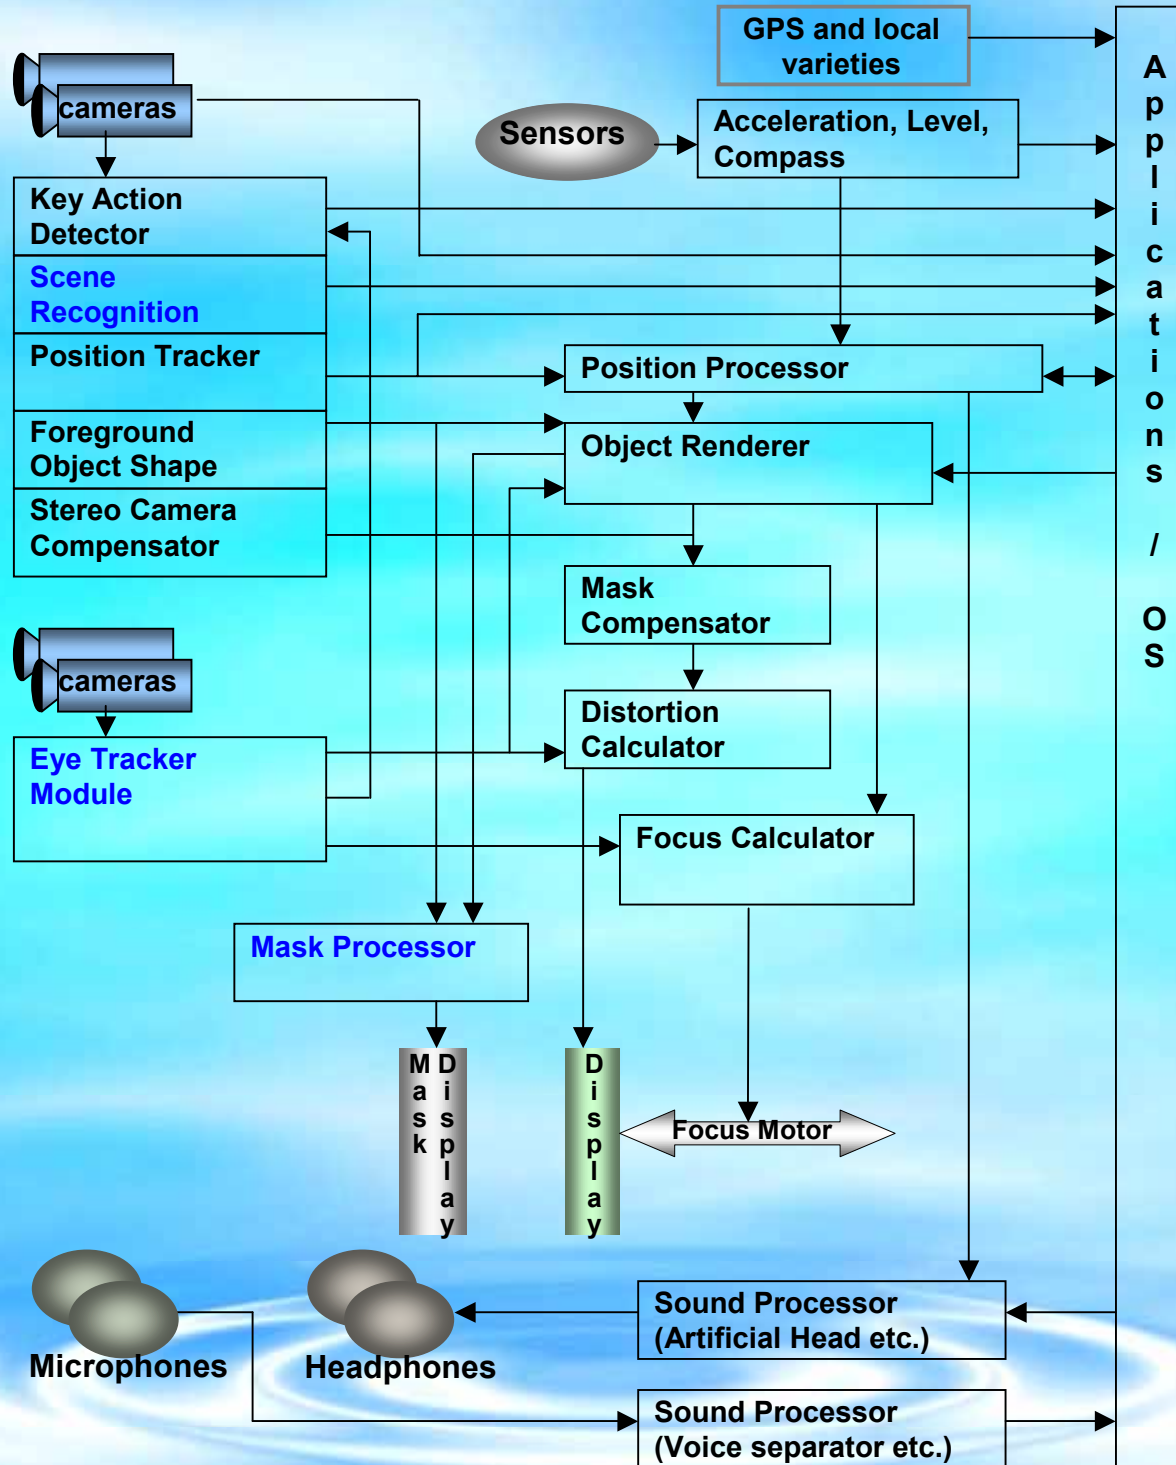 GPS and local
varieties
cameras
Sensors
Acceleration, Level,
Compass
Applications / OS
Key Action
Detector
Scene
Recognition
Position Tracker
Position Processor
Foreground
Object Shape
Object Renderer
Stereo Camera
Compensator
Mask
Compensator
cameras
Distortion
Calculator
Eye Tracker
Module
Focus Calculator
Mask Processor
Mask
Display
Display
Focus Motor
Microphones
Headphones
Sound Processor
(Artificial Head etc.)
Sound Processor
(Voice separator etc.)